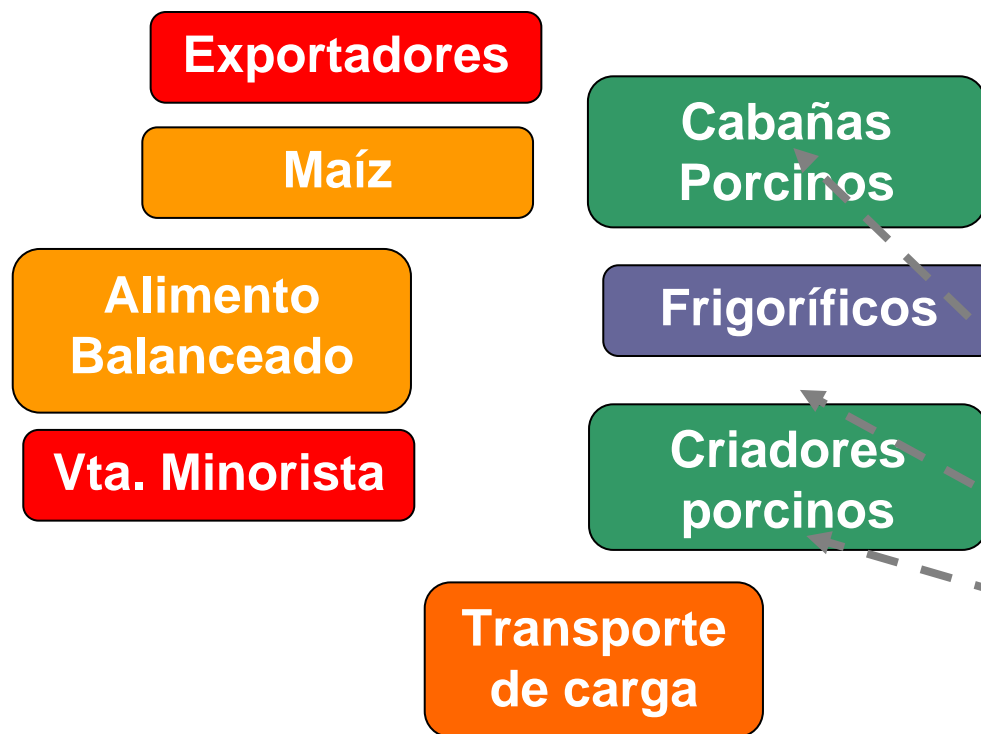 Exportadores
Maíz
Alimento
Balanceado
Vta. Minorista
Cabañas
Porcinos
Frigoríficos
Criadores
porcinos
Transporte
de carga